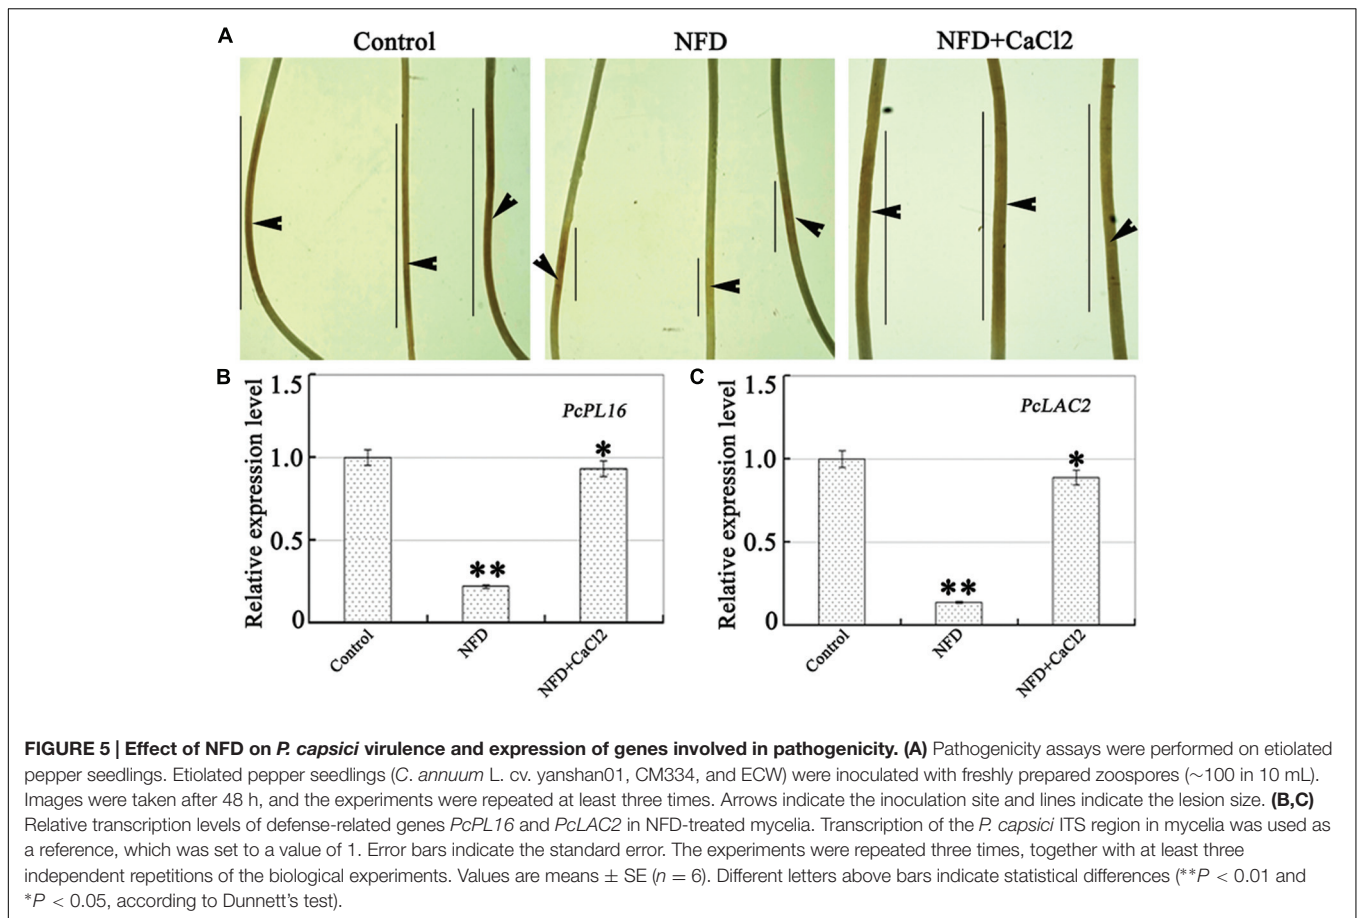 A
Control
NFD
NFD+CaCl2
B
Relative expression level
1.5
1.0
0.5
0
PcPL16
*
**
Control
NFD
NFD+CaCl2
C
Relative expression level
1.5
1.0
0.5
0
PcLAC2
*
**
Control
NFD
NFD+CaCl2
FIGURE 5 | Effect of NFD on P. capsici virulence and expression of genes involved in pathogenicity. (A) Pathogenicity assays were performed on etiolated
pepper seedlings. Etiolated pepper seedlings (C. annuum L. cv. yanshan01, CM334, and ECW) were inoculated with freshly prepared zoospores (∼100 in 10 mL).
Images were taken after 48 h, and the experiments were repeated at least three times. Arrows indicate the inoculation site and lines indicate the lesion size. (B,C)
Relative transcription levels of defense-related genes PcPL16 and PcLAC2 in NFD-treated mycelia. Transcription of the P. capsici ITS region in mycelia was used as
a reference, which was set to a value of 1. Error bars indicate the standard error. The experiments were repeated three times, together with at least three
independent repetitions of the biological experiments. Values are means ± SE (n = 6). Different letters above bars indicate statistical differences (**P < 0.01 and
*P < 0.05, according to Dunnett's test).